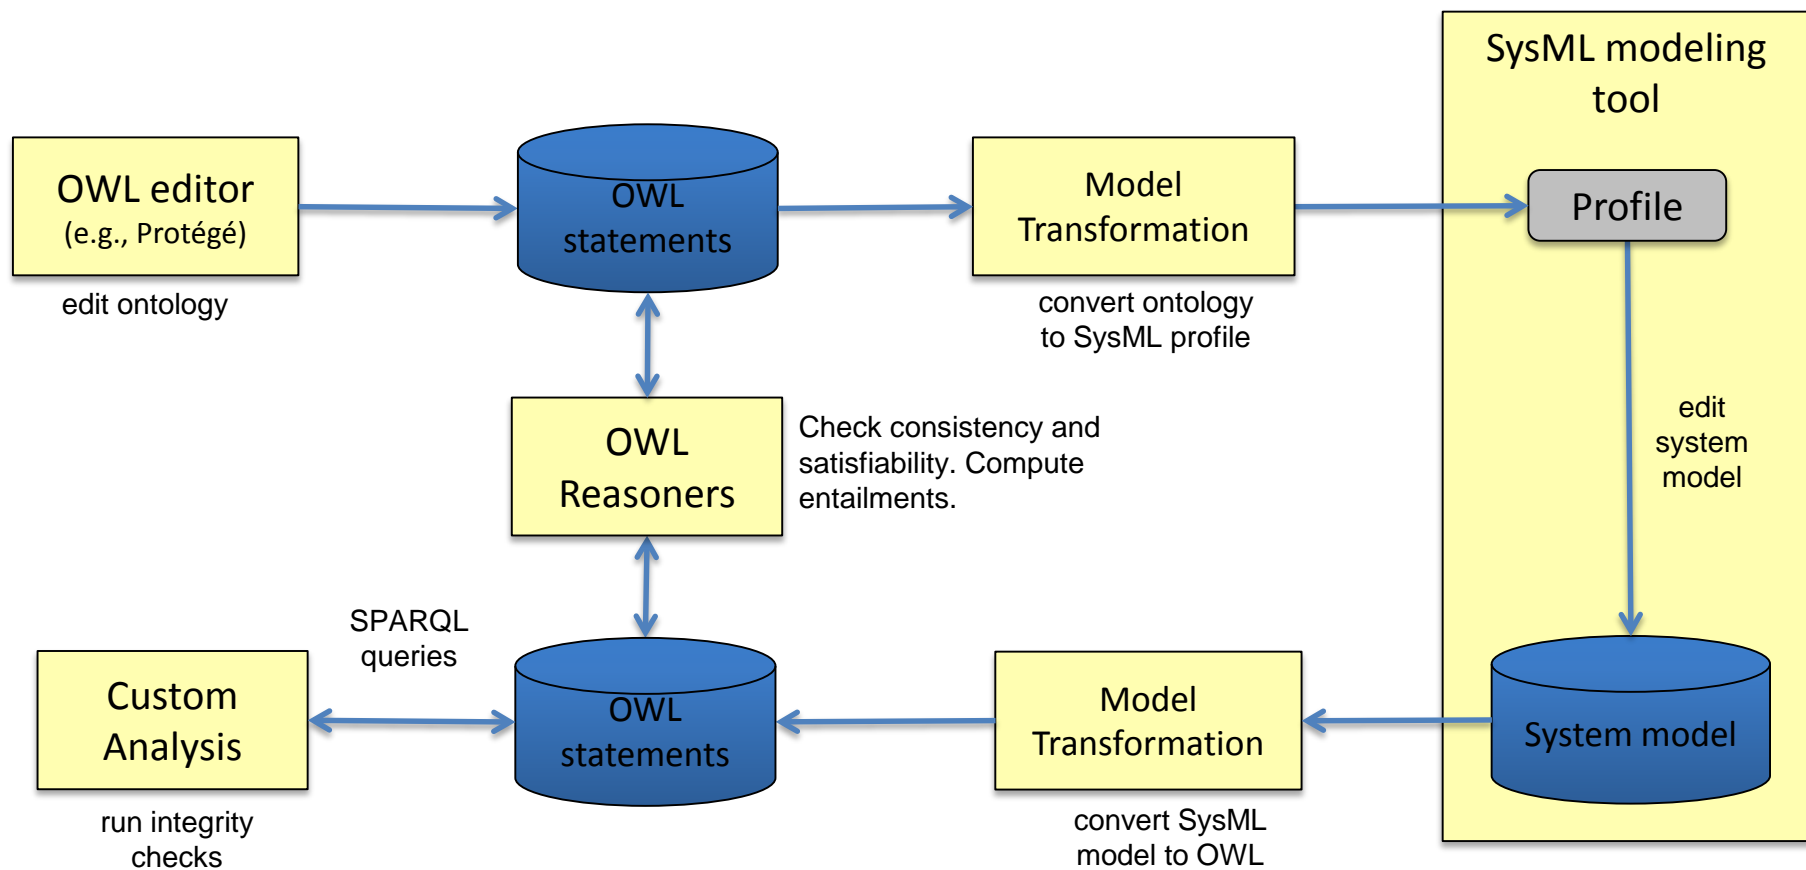 SysML modeling
tool
OWL editor
(e.g., Protégé)
edit ontology
OWL
statements
Model
Transformation
convert ontology
to SysML profile
Profile
edit
system
model
OWL
Reasoners
Check consistency and
satisfiability. Compute
entailments.
SPARQL
queries
Custom
Analysis
run integrity
checks
OWL
statements
Model
Transformation
convert SysML
model to OWL
System model